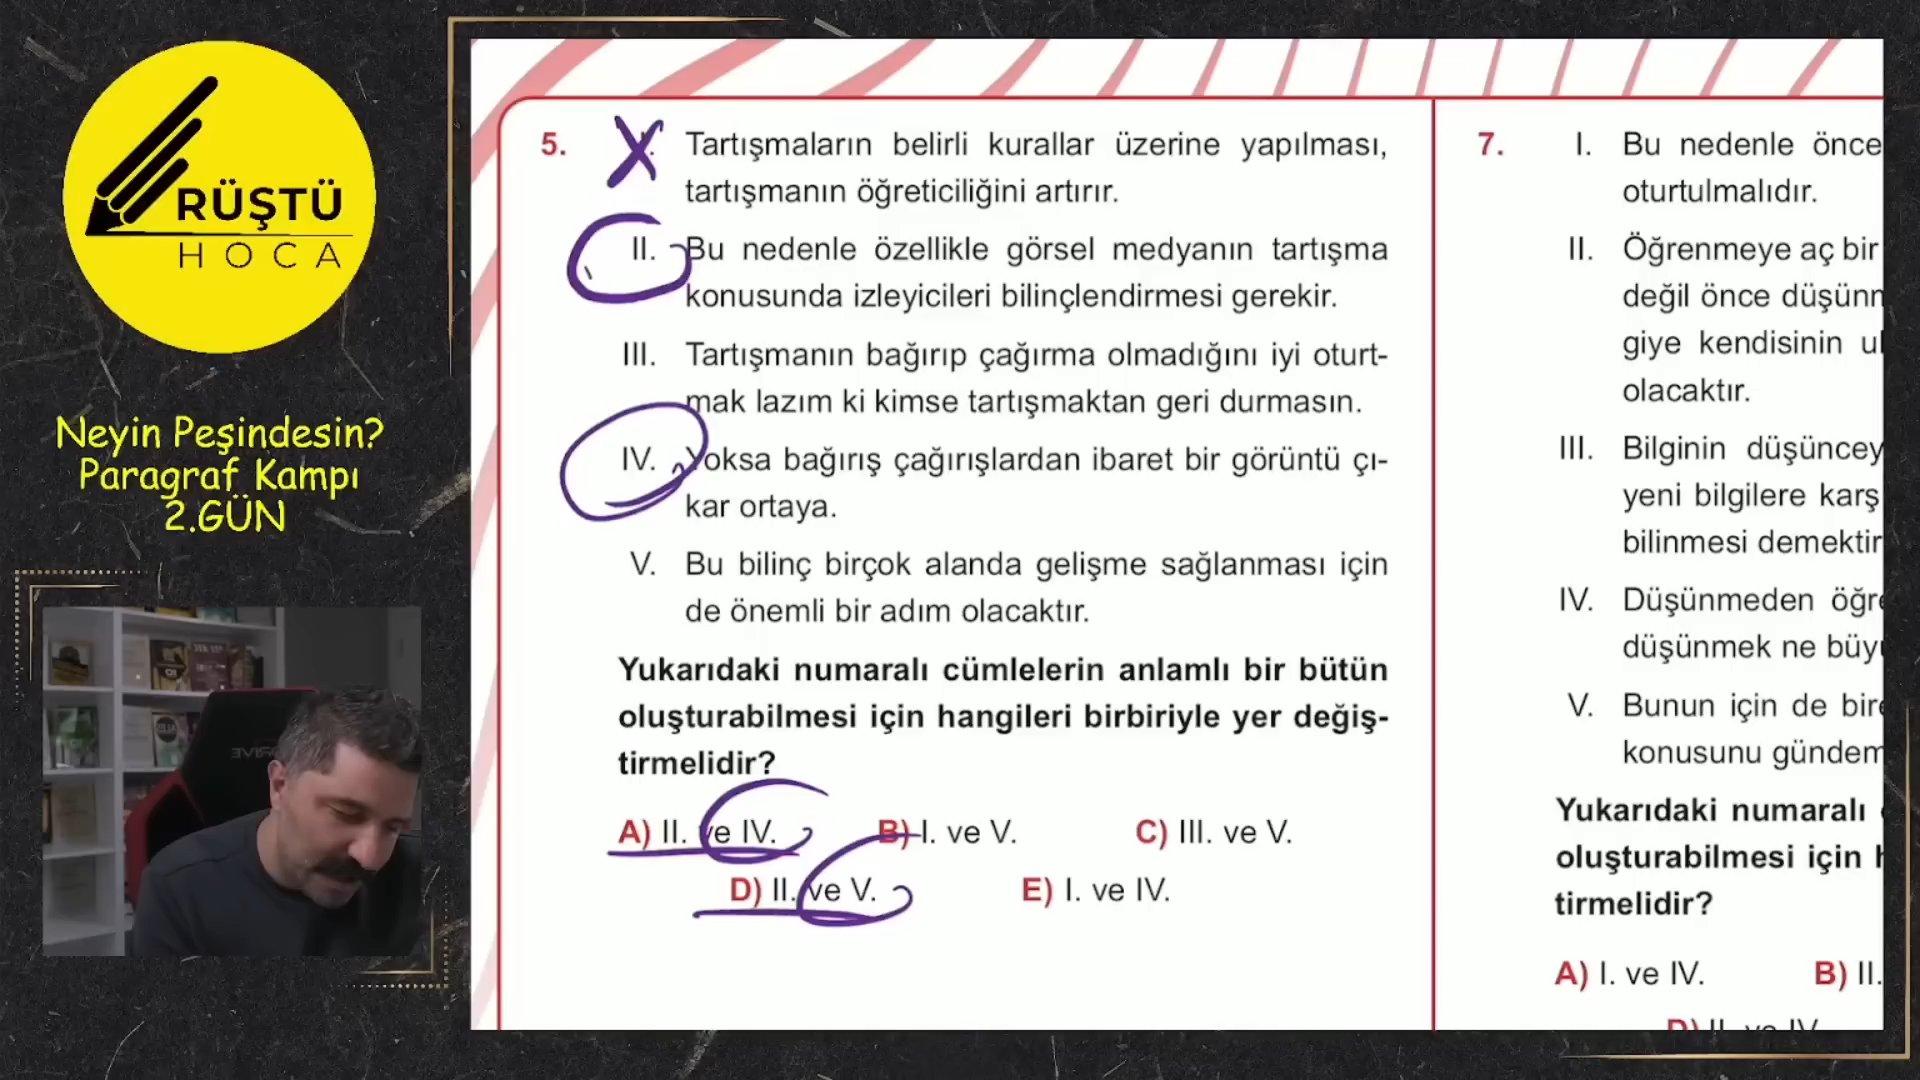 RÜŞTÜ
HOCA
Neyin Peşindesin?
Paragraf Kampı
2.GÜN
5.
Tartışmaların belirli kurallar üzerine yapılması,
tartışmanın öğreticiliğini artırır.
II. Bu nedenle özellikle görsel medyanın tartışma
konusunda izleyicileri bilinçlendirmesi gerekir.
III. Tartışmanın bağırıp çağırma olmadığını iyi oturt-
mak lazım ki kimse tartışmaktan geri durmasın.
IV. Yoksa bağırış çağırışlardan ibaret bir görüntü çı-
kar ortaya.
V. Bu bilinç birçok alanda gelişme sağlanması için
de önemli bir adım olacaktır.
Yukarıdaki numaralı cümlelerin anlamlı bir bütün
oluşturabilmesi için hangileri birbiriyle yer değiş-
tirmelidir?
A) II. ve IV. B) I. ve V. C) III. ve V.
D) II. ve V. E) I. ve IV.
7. I. Bu nedenle önce
oturtulmalıdır.
II. Öğrenmeye aç bir
değil önce düşün
giye kendisinin
olacaktır.
III. Bilginin düşüncey
yeni bilgilere karş
bilinmesi demektir
IV. Düşünmeden öğre
düşünmek ne büyü
V. Bunun için de bire
konusunu gündem
Yukarıdaki numaralı
oluşturabilmesi için
tirmelidir?
A) I. ve IV. B) II.